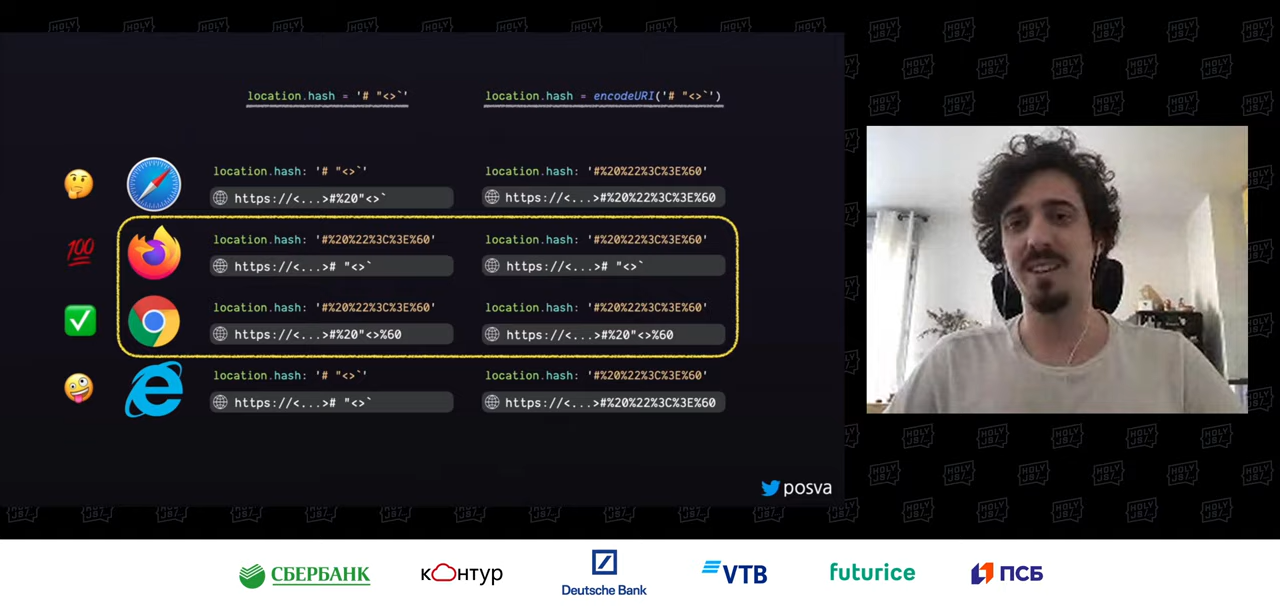 location.hash = '# "<>`'
location.hash = encodeURI('# "<>`')
location.hash: '# "<>`'
https://<...>#%20"<>`
location.hash: '#%20%22%3C%3E%60'
https://<...>#%20%22%3C%3E%60
location.hash: '#%20%22%3C%3E%60'
https://<...># "<>`
location.hash: '#%20%22%3C%3E%60'
https://<...># "<>`
location.hash: '#%20%22%3C%3E%60'
https://<...>#%20"<>%60
location.hash: '#%20%22%3C%3E%60'
https://<...>#%20"<>%60
location.hash: '# "<>`'
https://<...># "<>`
location.hash: '#%20%22%3C%3E%60'
https://<...>#%20%22%3C%3E%60
100
posva
HOLY JS/
СБЕРБАНК
КОНТУР
Deutsche Bank
VTB
futurice
ПСБ